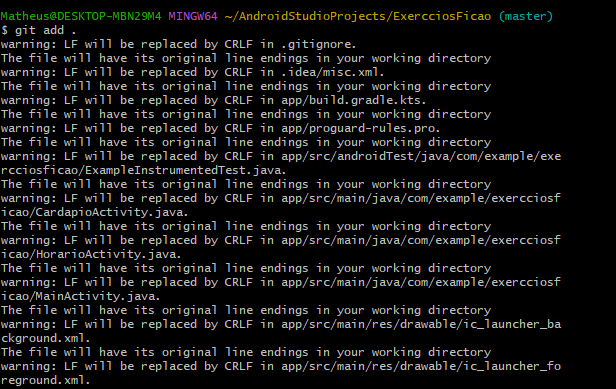 Matheus@DESKTOP-MBN29M4 MINGW64 ~/AndroidStudioProjects/ExercciosFicao (master)
$ git add .
warning: LF will be replaced by CRLF in .gitignore.
The file will have its original line endings in your working directory
warning: LF will be replaced by CRLF in .idea/misc.xml.
The file will have its original line endings in your working directory
warning: LF will be replaced by CRLF in app/build.gradle.kts.
The file will have its original line endings in your working directory
warning: LF will be replaced by CRLF in app/proguard-rules.pro.
The file will have its original line endings in your working directory
warning: LF will be replaced by CRLF in app/src/androidTest/java/com/example/exe
rcciosficao/ExampleInstrumentedTest.java.
The file will have its original line endings in your working directory
warning: LF will be replaced by CRLF in app/src/main/java/com/example/exercciosf
icao/CardapioActivity.java.
The file will have its original line endings in your working directory
warning: LF will be replaced by CRLF in app/src/main/java/com/example/exercciosf
icao/HorarioActivity.java.
The file will have its original line endings in your working directory
warning: LF will be replaced by CRLF in app/src/main/java/com/example/exercciosf
icao/MainActivity.java.
The file will have its original line endings in your working directory
warning: LF will be replaced by CRLF in app/src/main/res/drawable/ic_launcher_ba
ckground.xml.
The file will have its original line endings in your working directory
warning: LF will be replaced by CRLF in app/src/main/res/drawable/ic_launcher_fo
reground.xml.